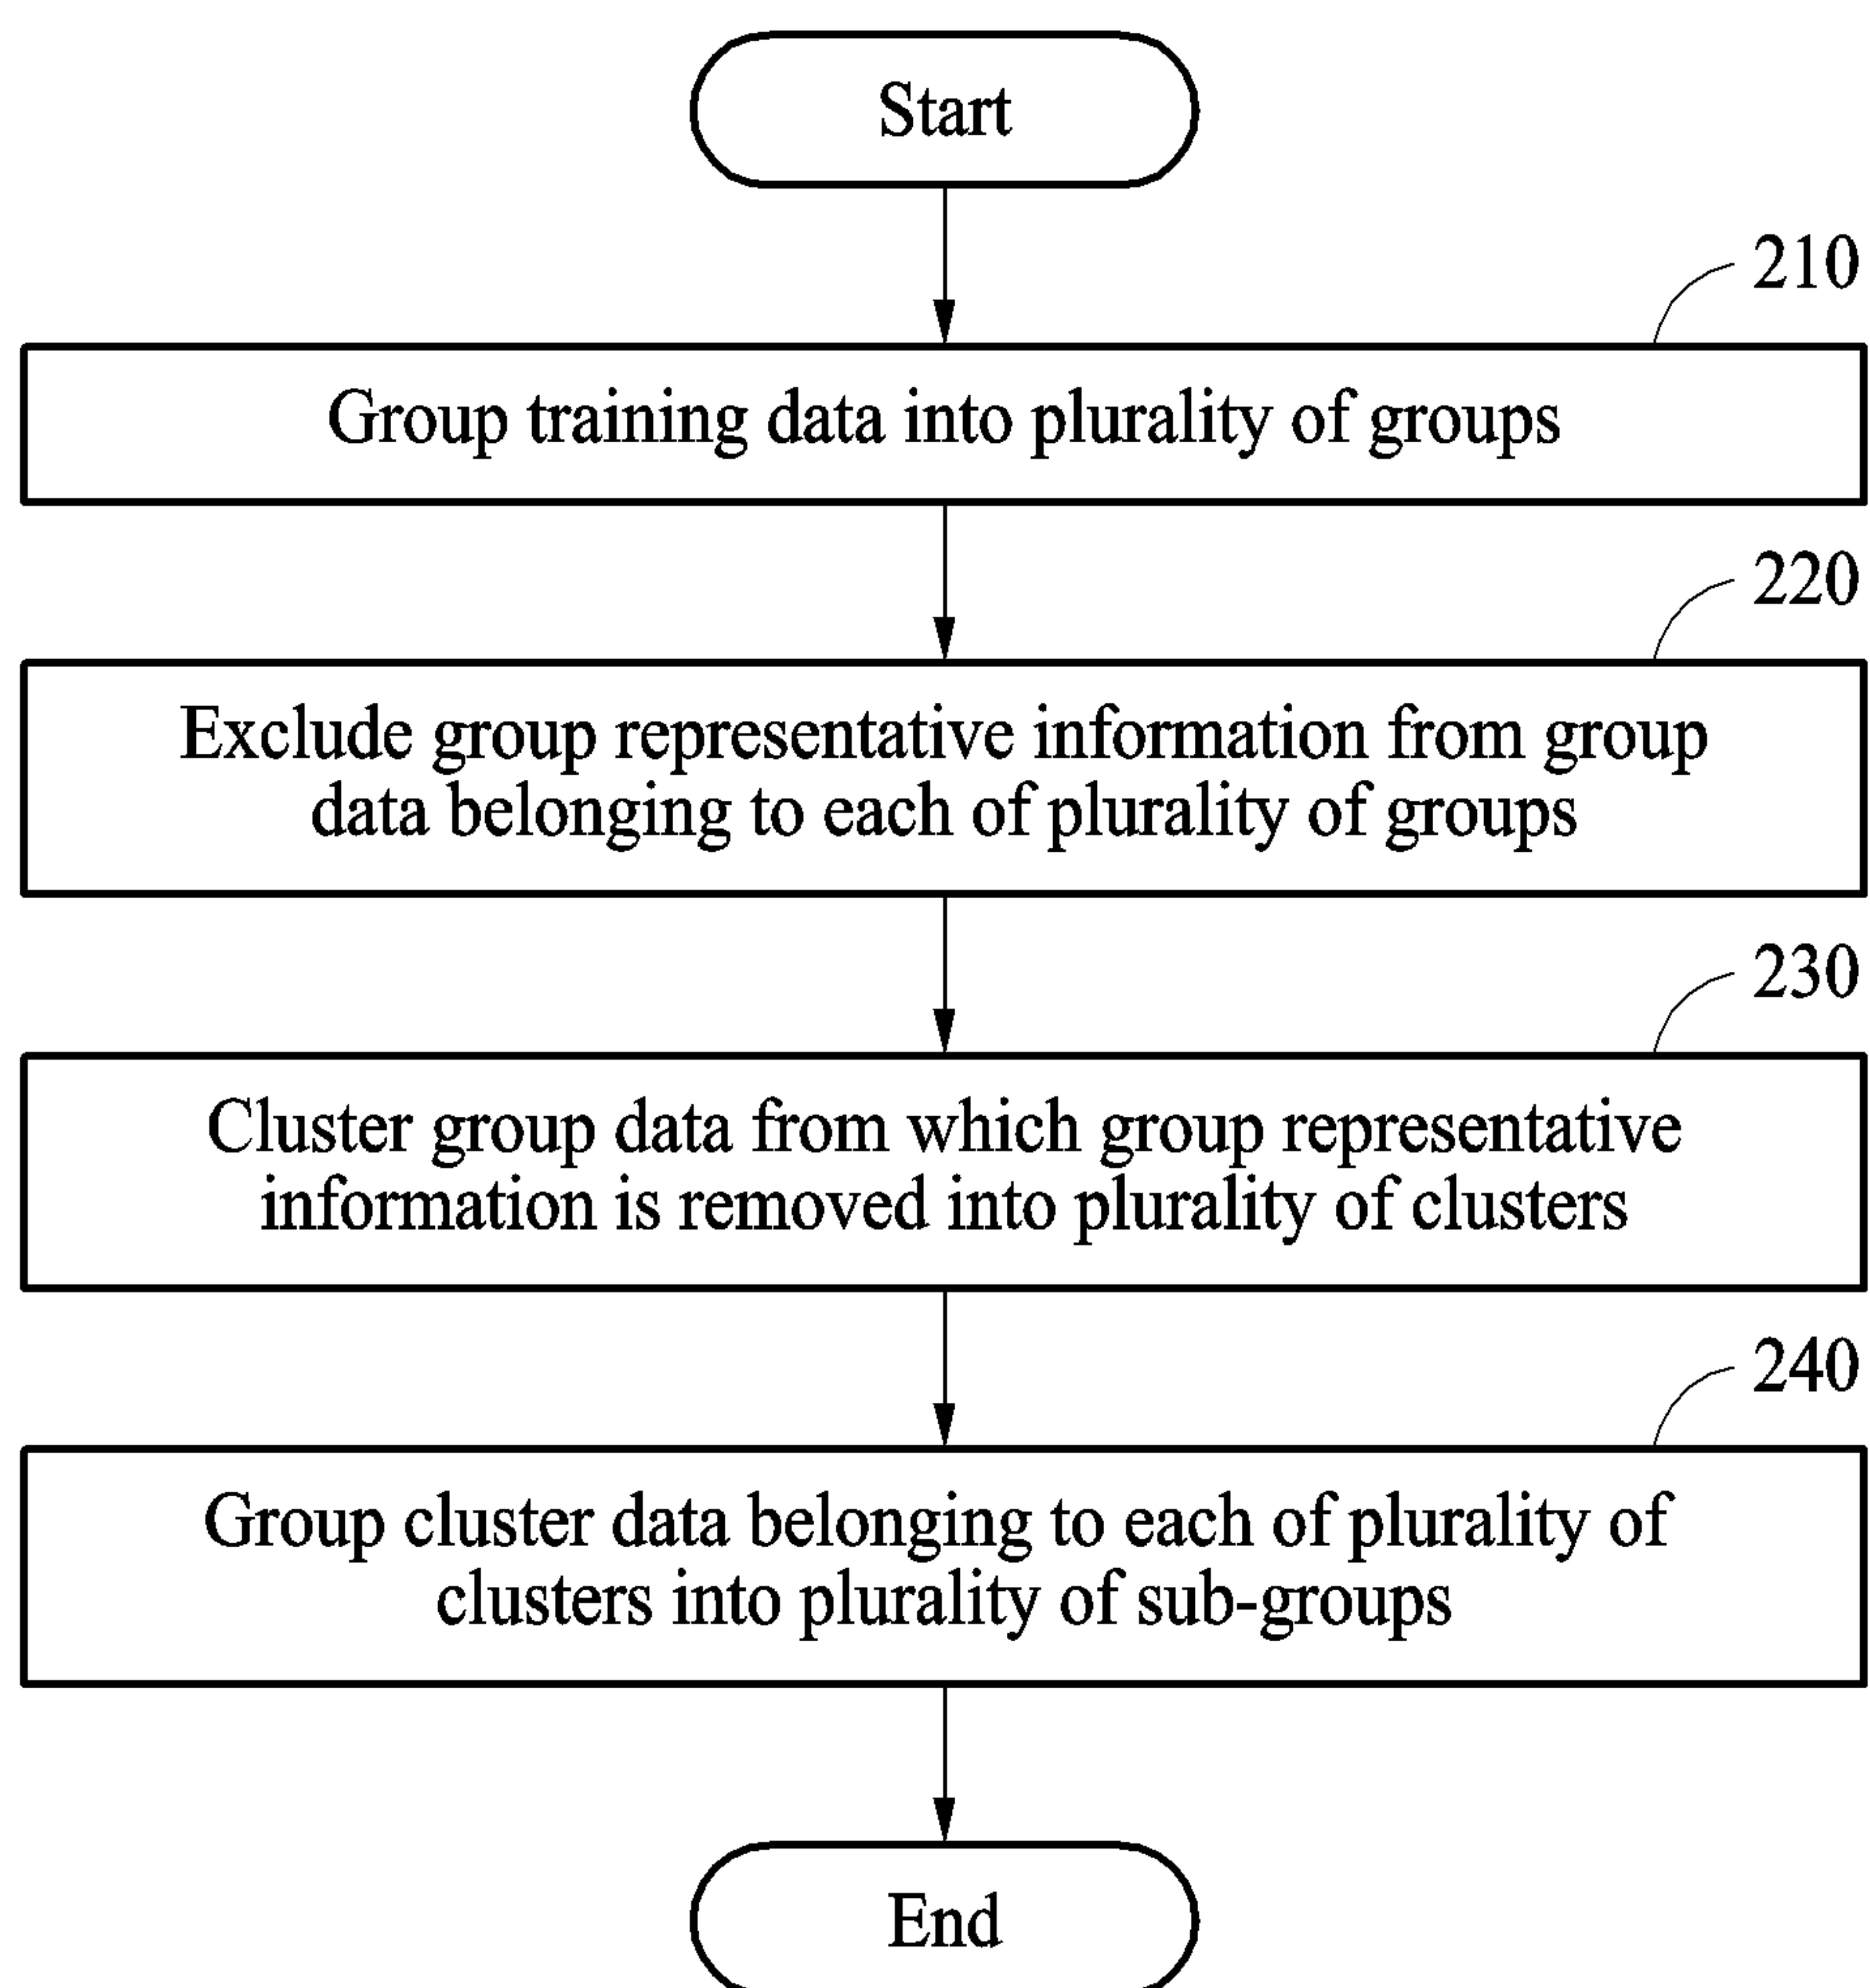 Start
210
Group training data into plurality of groups
220
Exclude group representative information from group
data belonging to each of plurality of groups
230
Cluster group data from which group representative
information is removed into plurality of clusters
240
Group cluster data belonging to each of plurality of
clusters into plurality of sub-groups
End